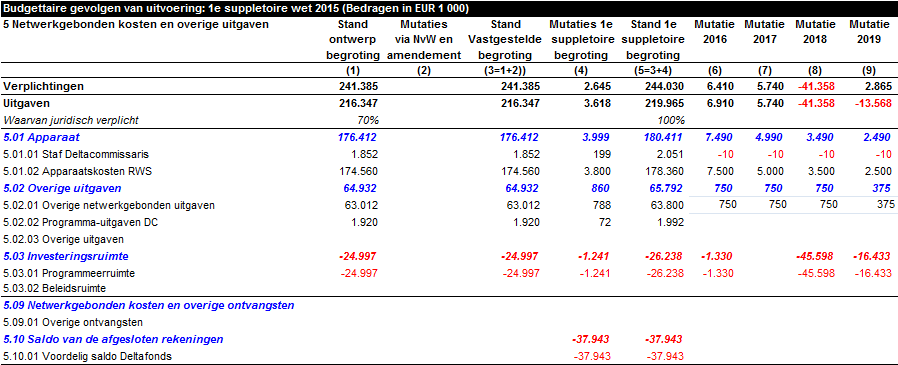 Budgettaire gevolgen van uitvoering: 1e suppletoire wet 2015 (Bedragen in EUR 1 000)
5 Netwerkgebonden kosten en overige uitgaven Stand Mutaties Stand Mutaties 1e Stand 1e Mutatie Mutatie Mutatie Mutatie
ontwerp via NvW en Vastgestelde suppletoire suppletoire 2016 2017 2018 2019
begroting amendement begroting begroting begroting
(1) (2) (3=1+2)) (4) (5=3+4) (6) (7) (8) (9)
Verplichtingen 241.385 241.385 2.645 244.030 6.410 5.740 -41.358 2.865
Uitgaven 216.347 216.347 3.618 219.965 6.910 5.740 -41.358 -13.568
Waarvan juridisch verplicht 70% 100%
5.01 Apparaat 176.412 176.412 3.999 180.411 7.490 4.990 3.490 2.490
5.01.01 Staf Deltacommissaris 1.852 1.852 199 2.051 -10 -10 -10 -10
5.01.02 Apparaatskosten RWS 174.560 174.560 3.800 178.360 7.500 5.000 3.500 2.500
5.02 Overige uitgaven 64.932 64.932 860 65.792 750 750 750 375
5.02.01 Overige netwerkgebonden uitgaven 63.012 63.012 788 63.800 750 750 750 375
5.02.02 Programma-uitgaven DC 1.920 1.920 72 1.992
5.02.03 Overige uitgaven
5.03 Investeringsruimte -24.997 -24.997 -1.241 -26.238 -1.330 -45.598 -16.433
5.03.01 Programmeerruimte -24.997 -24.997 -1.241 -26.238 -1.330 -45.598 -16.433
5.03.02 Beleidsruimte
5.09 Netwerkgebonden kosten en overige ontvangsten
5.09.01 Overige ontvangsten
5.10 Saldo van de afgesloten rekeningen -37.943 -37.943
5.10.01 Voordelig saldo Deltafonds -37.943 -37.943